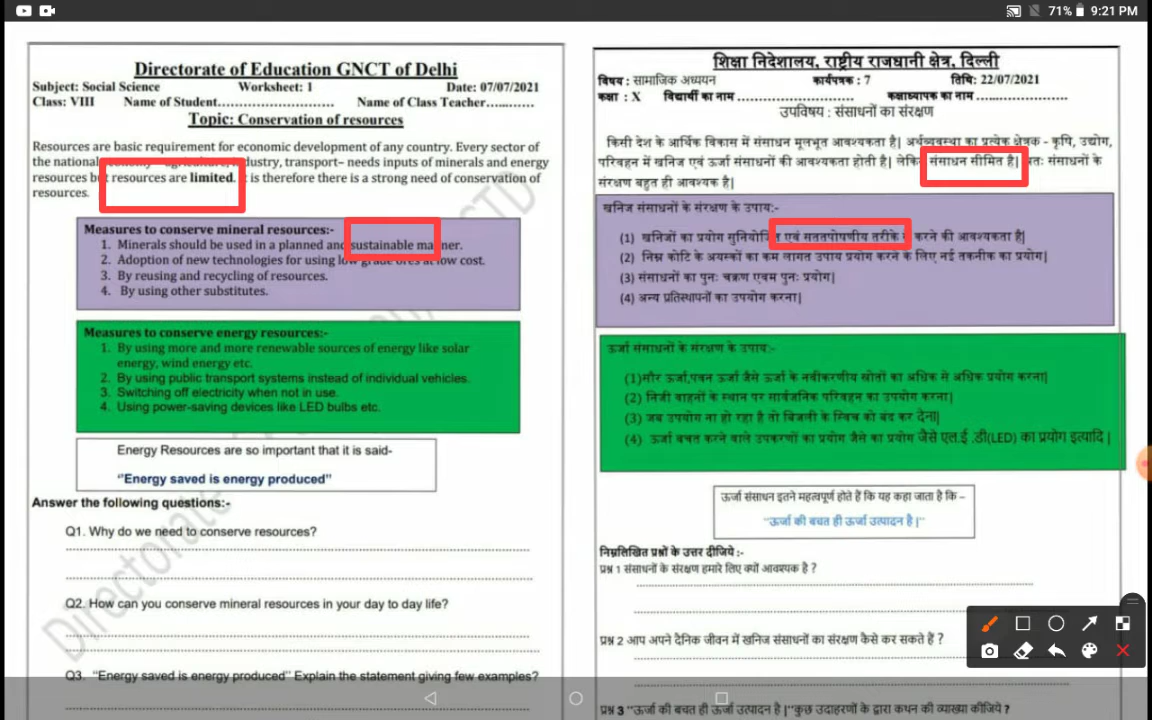 71% 9:21 PM
Directorate of Education GNCT of Delhi
Subject: Social Science Worksheet: 1 Date: 07/07/2021
Class: VIII Name of Student................................. Name of Class Teacher............
Topic: Conservation of resources
Resources are basic requirement for economic development of any country. Every sector of
the national industry, transport– needs inputs of minerals and energy
resources resources are limited. is therefore there is a strong need of conservation of
resources.
Measures to conserve mineral resources:-
1. Minerals should be used in a planned and sustainable manner.
2. Adoption of new technologies for using low grade ores at low cost.
3. By reusing and recycling of resources.
4. By using other substitutes.
Measures to conserve energy resources:-
1. By using more and more renewable sources of energy like solar
energy, wind energy etc.
2. By using public transport systems instead of individual vehicles.
3. Switching off electricity when not in use.
4. Using power-saving devices like LED bulbs etc.
Energy Resources are so important that it is said-
"Energy saved is energy produced"
Answer the following questions:-
Q1. Why do we need to conserve resources?
Q2. How can you conserve mineral resources in your day to day life?
Q3. "Energy saved is energy produced" Explain the statement giving few examples?
शिक्षा निदेशालय, राष्ट्रीय राजधानी क्षेत्र, दिल्ली
विषय : सामाजिक अध्ययन कार्यपत्रक : 7 तिथि: 22/07/2021
कक्षा : X विद्यार्थी का नाम ................................. कक्षाध्यापक का नाम .........................
उपविषय : संसाधनों का संरक्षण
किसी देश के आर्थिक विकास में संसाधन मूलभूत आवश्यकता है| अर्थव्यवस्था का प्रत्येक क्षेत्रक - कृषि, उद्योग,
परिवहन में खनिज एवं ऊर्जा संसाधनों की आवश्यकता होती है| संसाधन सीमित है| संसाधनों के
संरक्षण बहुत ही आवश्यक है|
खनिज संसाधनों के संरक्षण के उपाय:-
(1) खनिजों का प्रयोग सुनियोजित एवं सततपोषणीय तरीके करने की आवश्यकता है|
(2) निम्न कोटि के अयस्कों का कम लागत उपाय प्रयोग करने के लिए नई तकनीक का प्रयोग|
(3) संसाधनों का पुनः चक्रण एवम पुनः प्रयोग|
(4) अन्य प्रतिस्थापनों का उपयोग करना|
ऊर्जा संसाधनों के संरक्षण के उपाय:-
(1)सौर ऊर्जा,पवन ऊर्जा जैसे ऊर्जा के नवीकरणीय स्रोतों का अधिक से अधिक प्रयोग करना|
(2) निजी वाहनों के स्थान पर सार्वजनिक परिवहन का उपयोग करना|
(3) जब उपयोग ना हो रहा है तो बिजली के स्विच को बंद कर देना|
(4) ऊर्जा बचत करने वाले उपकरणों का प्रयोग जैसे का प्रयोग जैसे एल.ई .डी(LED) का प्रयोग इत्यादि |
ऊर्जा संसाधन इतने महत्वपूर्ण होते हैं कि यह कहा जाता है कि –
"ऊर्जा की बचत ही ऊर्जा उत्पादन है |"
निम्नलिखित प्रश्नों के उत्तर दीजिये :-
प्रश्न 1 संसाधनों के संरक्षण हमारे लिए क्यों आवश्यक है ?
प्रश्न 2 आप अपने दैनिक जीवन में खनिज संसाधनों का संरक्षण कैसे कर सकते हैं ?
प्रश्न 3 "ऊर्जा की बचत ही ऊर्जा उत्पादन है |"कुछ उदाहरणों के द्वारा कथन की व्याख्या कीजिये ?